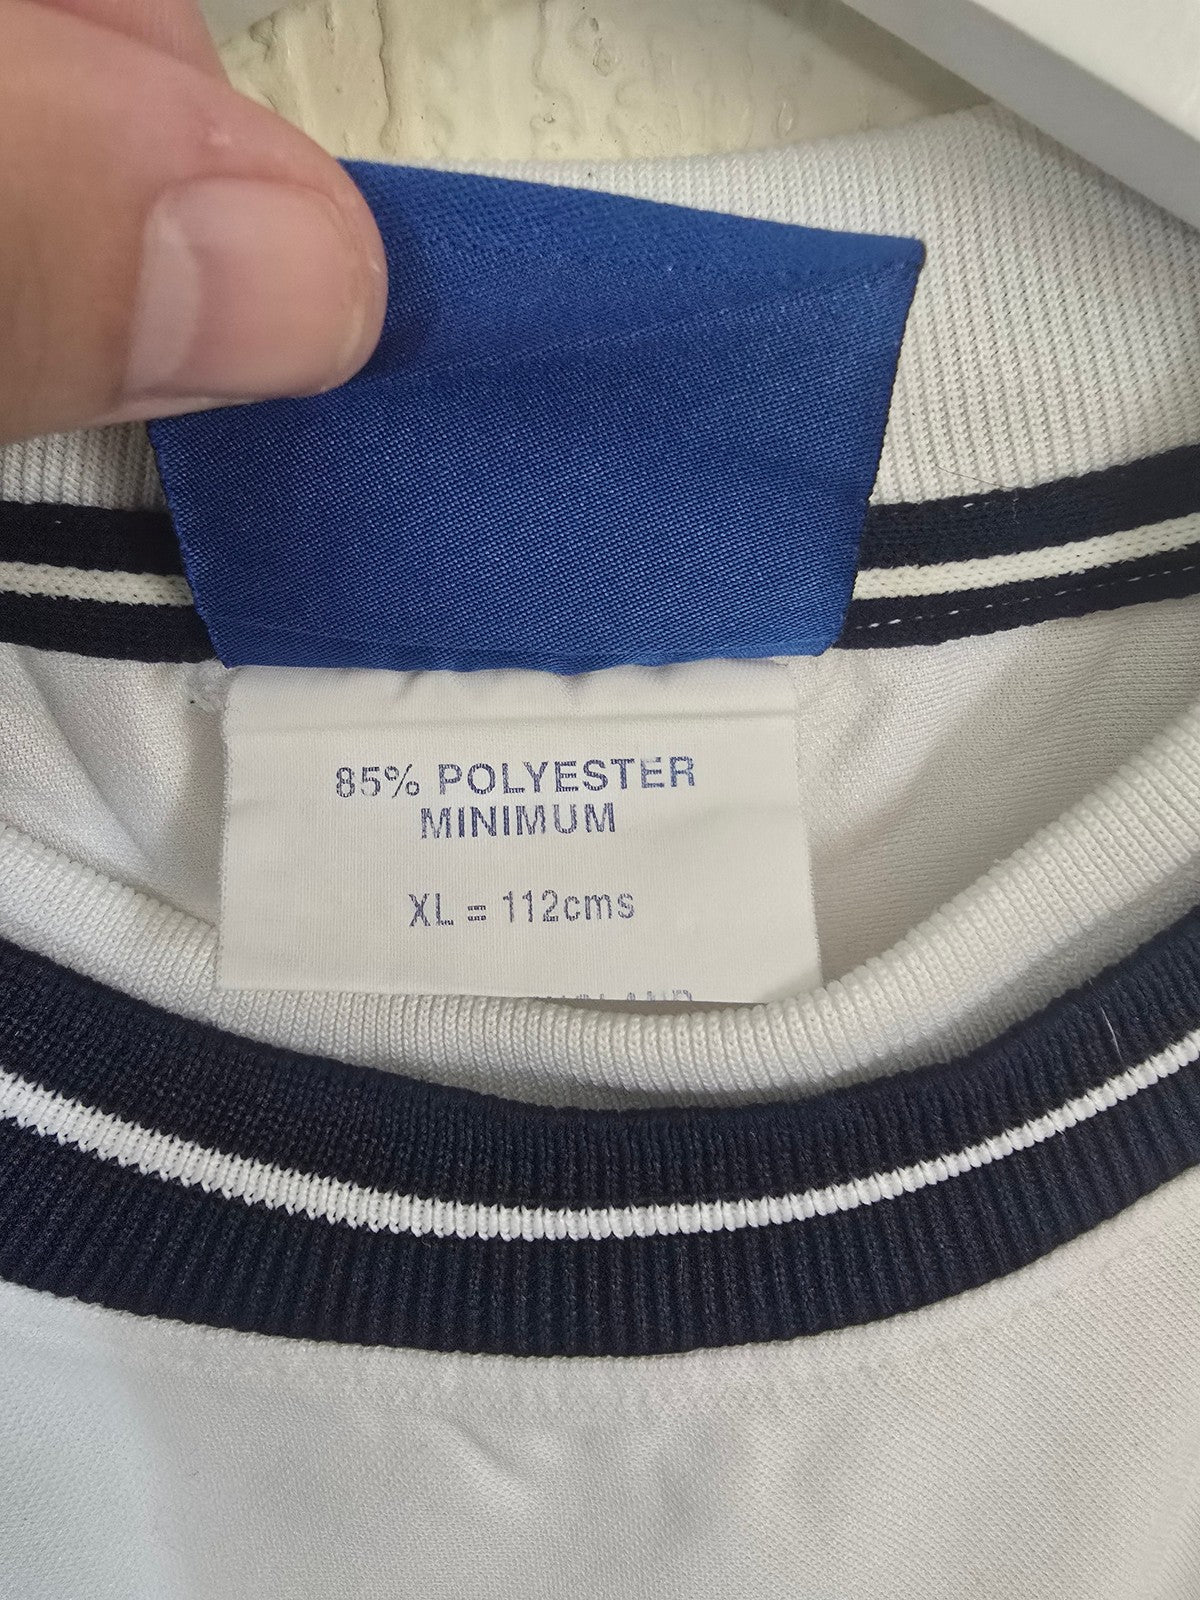 85% POLYESTER
MINIMUM
XL = 112cms